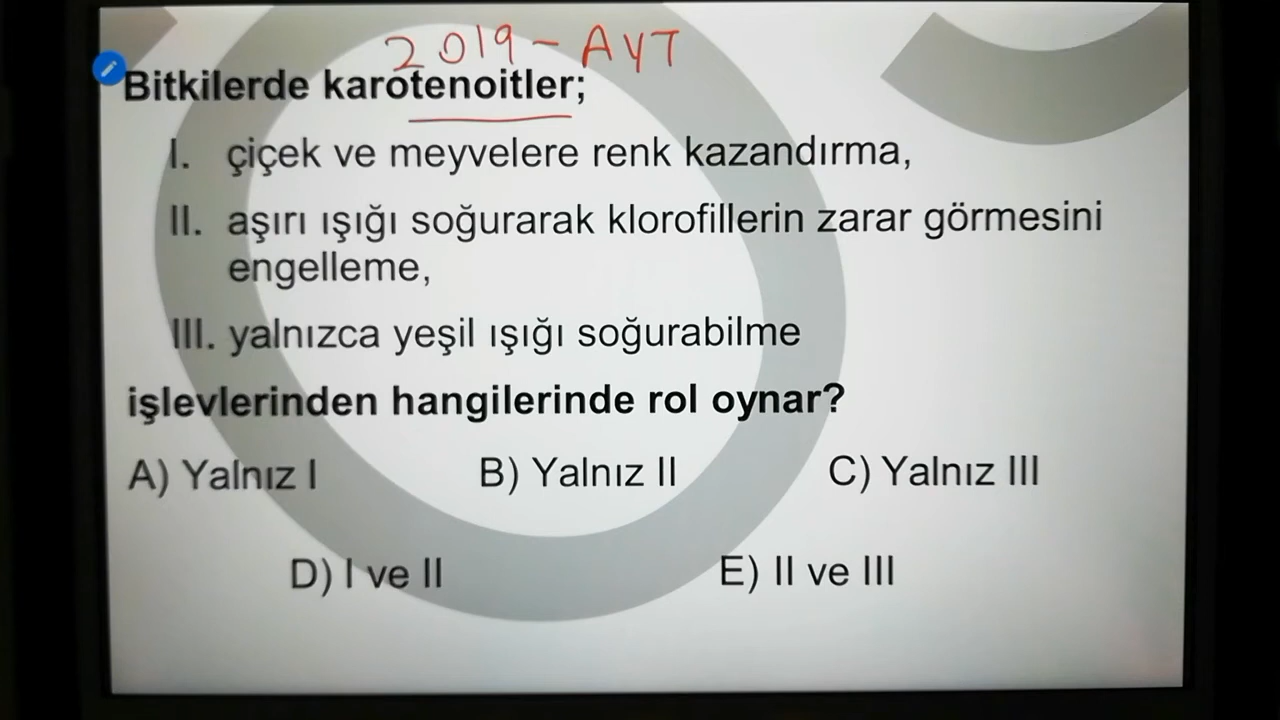 2019-AYT
Bitkilerde karotenoitler;
I. çiçek ve meyvelere renk kazandırma,
II. aşırı ışığı soğurarak klorofillerin zarar görmesini
engelleme,
III. yalnızca yeşil ışığı soğurabilme
işlevlerinden hangilerinde rol oynar?
A) Yalnız I B) Yalnız II C) Yalnız III
D) I ve II E) II ve III